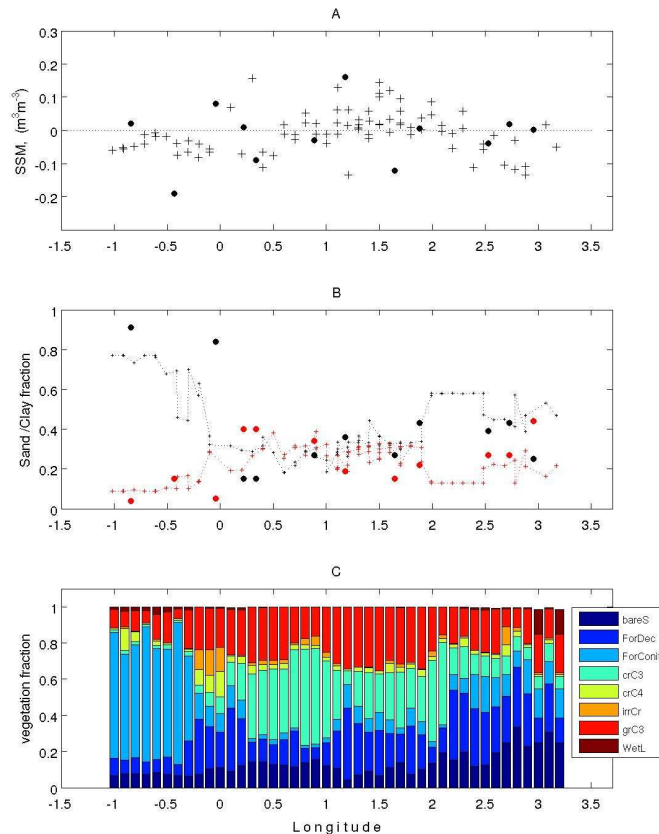 A
0.3
0.2
0.1
0
-0.1
-0.2
SSM, (m³m⁻³)
-1.5 -1 -0.5 0 0.5 1 1.5 2 2.5 3 3.5
B
1
0.8
0.6
0.4
0.2
0
Sand /Clay fraction
-1.5 -1 -0.5 0 0.5 1 1.5 2 2.5 3 3.5
C
1
0.8
0.6
0.4
0.2
0
vegetation fraction
bareS
ForDec
ForConif
crC3
crC4
irrCr
grC3
WetL
-1.5 -1 -0.5 0 0.5 1 1.5 2 2.5 3 3.5
Longitude